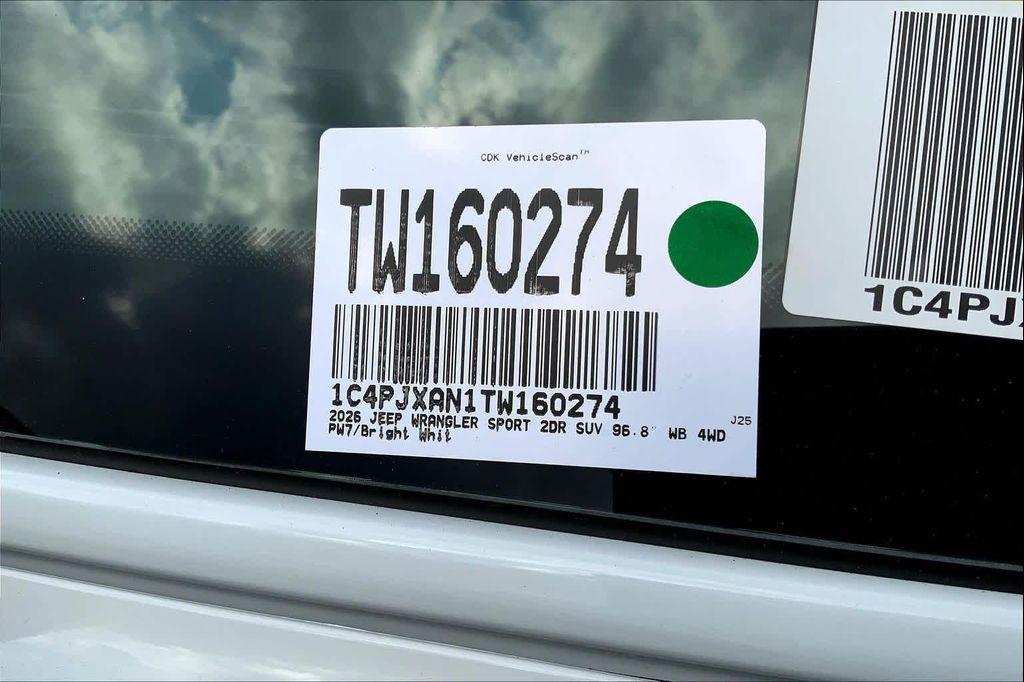 CDK VehicleScan™
TW160274
1C4PJXAN1TW160274
2026 JEEP WRANGLER SPORT 2DR SUV 96.8" WB 4WD J25
PW7/Bright Whit
1C4PJ